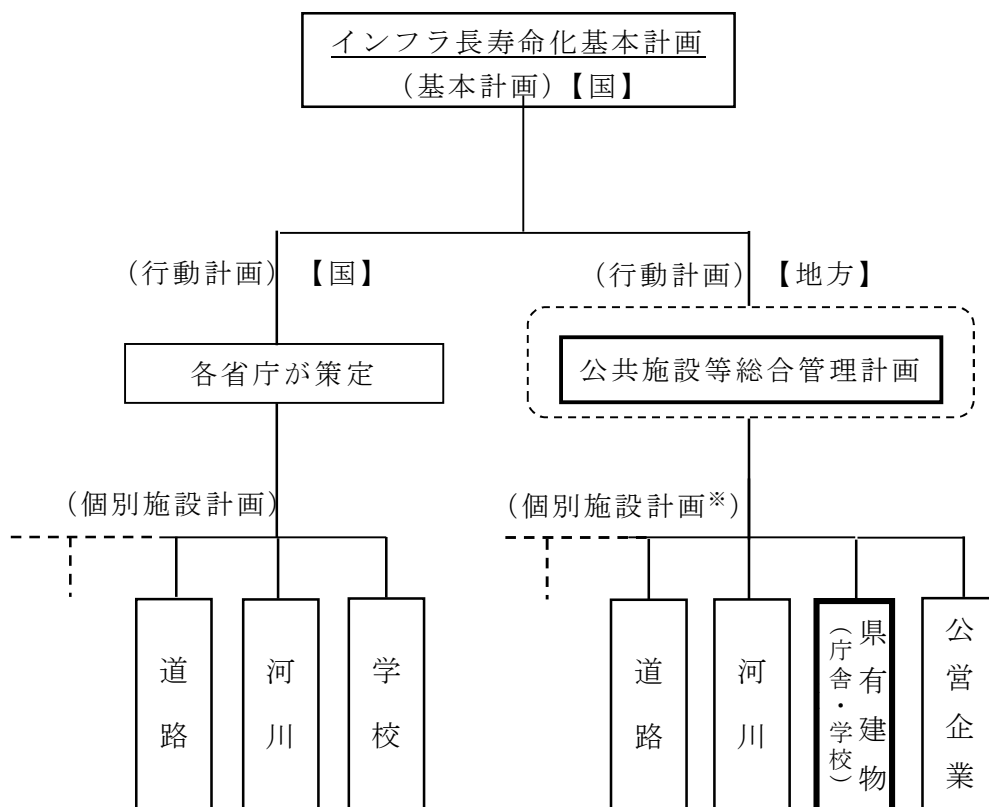 インフラ長寿命化基本計画
(基本計画)【国】
(行動計画)【国】
(行動計画)【地方】
各省庁が策定
公共施設等総合管理計画
(個別施設計画)
(個別施設計画※)
道路
河川
学校
道路
河川
県有建物
(庁舎・学校)
公営企業